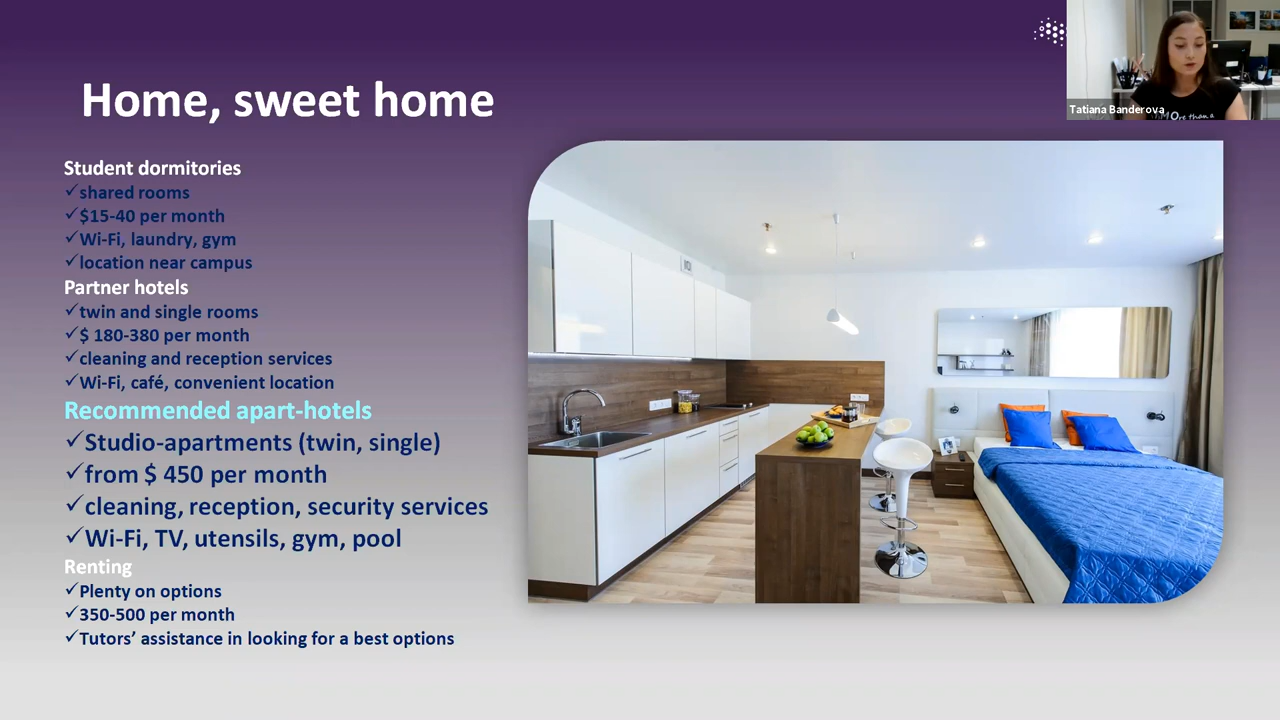 Home, sweet home
Student dormitories
✓shared rooms
✓$15-40 per month
✓Wi-Fi, laundry, gym
✓location near campus
Partner hotels
✓twin and single rooms
✓$ 180-380 per month
✓cleaning and reception services
✓Wi-Fi, café, convenient location
Recommended apart-hotels
✓Studio-apartments (twin, single)
✓from $ 450 per month
✓cleaning, reception, security services
✓Wi-Fi, TV, utensils, gym, pool
Renting
✓Plenty on options
✓350-500 per month
✓Tutors’ assistance in looking for a best options
Tatiana Banderova
more than a